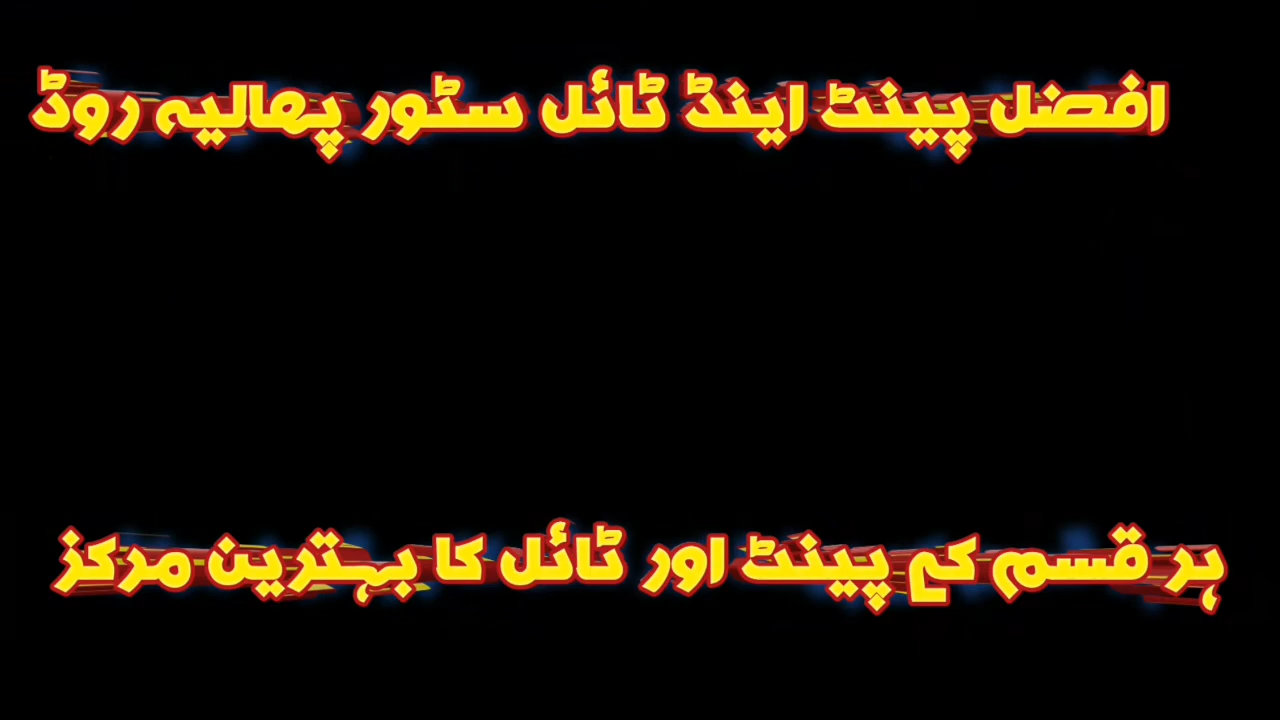 افضل پینٹ اینڈ ٹائل سٹور پھالیہ روڈ
ہر قسم کے پینٹ اور ٹائل کا بہترین مرکز